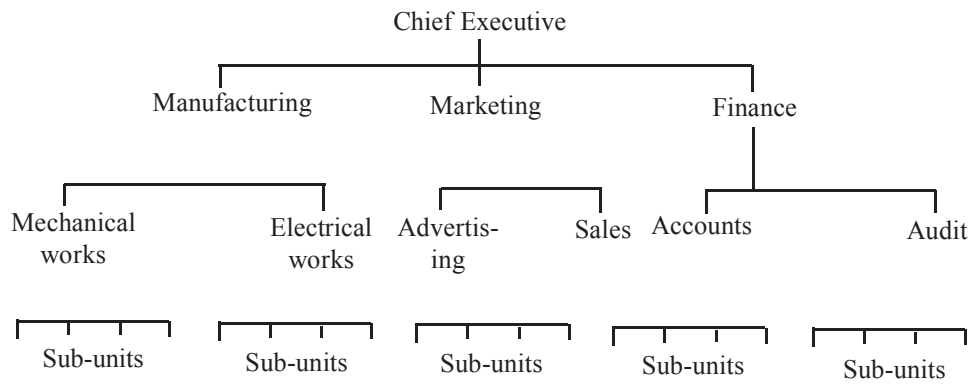 Chief Executive
Manufacturing
Marketing
Finance
Mechanical
works
Electrical
works
Advertis-
ing
Sales
Accounts
Audit
Sub-units
Sub-units
Sub-units
Sub-units
Sub-units